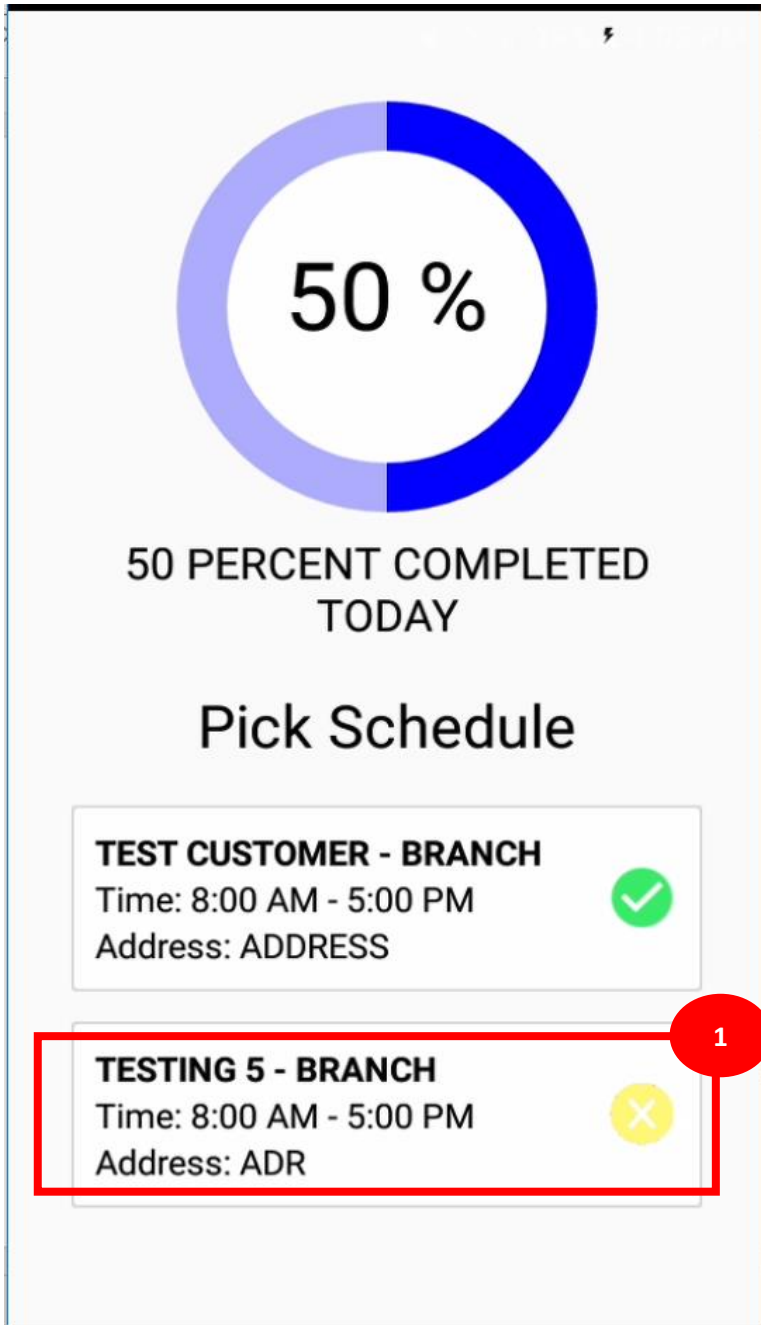 50 %
50 PERCENT COMPLETED
TODAY
Pick Schedule
TEST CUSTOMER - BRANCH
Time: 8:00 AM - 5:00 PM
Address: ADDRESS
1
TESTING 5 - BRANCH
Time: 8:00 AM - 5:00 PM
Address: ADR